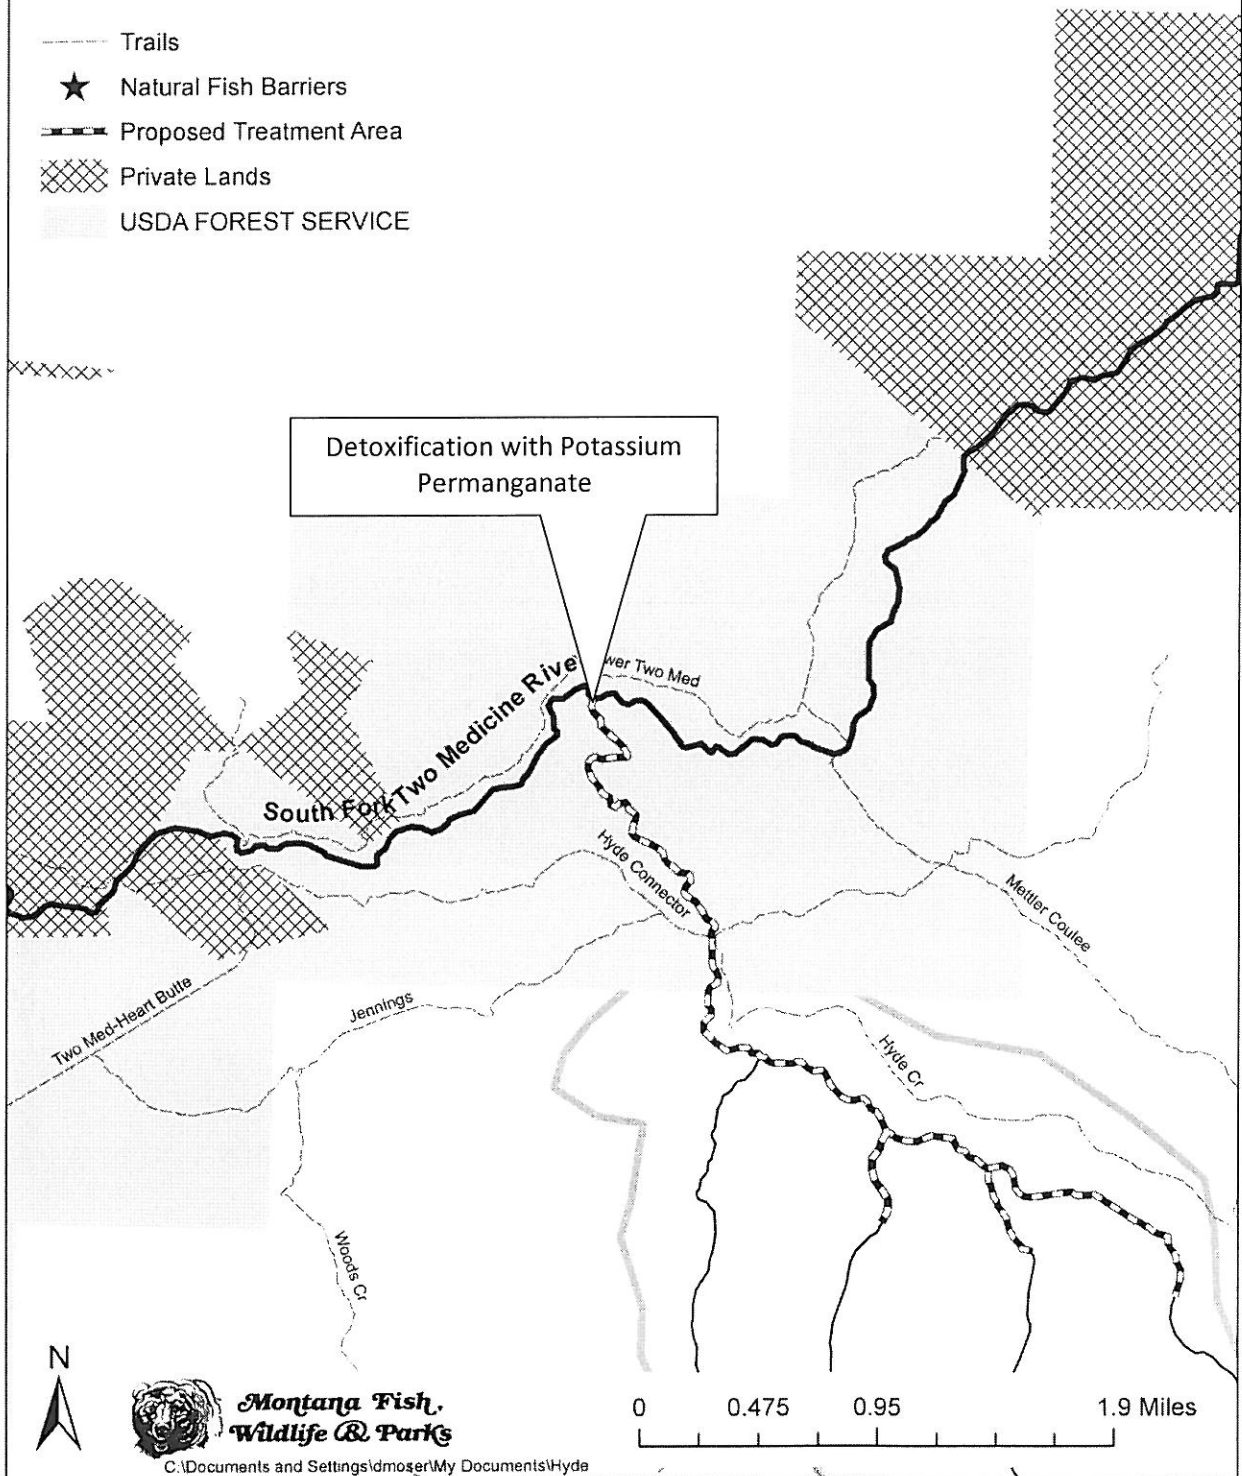 Trails
Natural Fish Barriers
Proposed Treatment Area
Private Lands
USDA FOREST SERVICE
Detoxification with Potassium
Permanganate
wer Two Med
South Fork Two Medicine Rive
Hyde Connector
Mettler Coulee
Two Med-Heart Butte
Jennings
Hyde Cr
Woods Cr
N
Montana Fish,
Wildlife & Parks
0 0.475 0.95 1.9 Miles
C:\Documents and Settings\dmoser\My Documents\Hyde